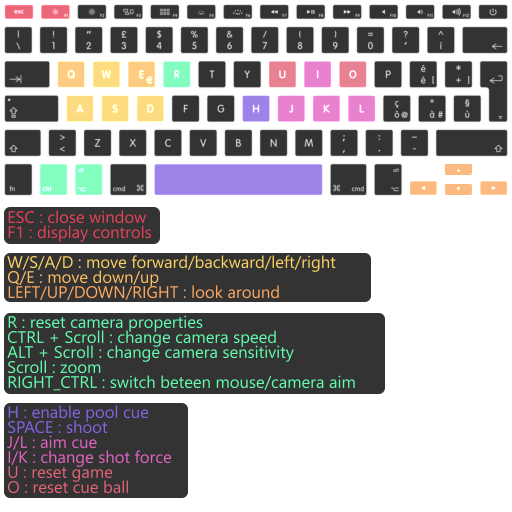 esc F1 F2 F3 F4 F5 F6 F7 F8 F9 F10 F11 F12
| \ ! 1 " 2 £ 3 $ 4 % 5 & 6 / 7 ( 8 ) 9 = 0 ? ' ^ ì
Q W E € R T Y U I O P é è [ * + ]
A S D F G H J K L ç ò @ ° à # § ù
> < Z X C V B N M ; , : . _ -
fn ctrl alt ⌥ cmd ⌘ ⌘ cmd alt ⌥
ESC : close window
F1 : display controls
W/S/A/D : move forward/backward/left/right
Q/E : move down/up
LEFT/UP/DOWN/RIGHT : look around
R : reset camera properties
CTRL + Scroll : change camera speed
ALT + Scroll : change camera sensitivity
Scroll : zoom
RIGHT_CTRL : switch beteen mouse/camera aim
H : enable pool cue
SPACE : shoot
J/L : aim cue
I/K : change shot force
U : reset game
O : reset cue ball